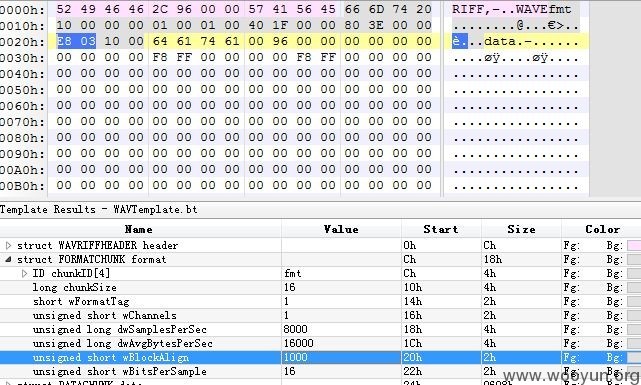 0000h: 52 49 46 46 2C 96 00 00 57 41 56 45 66 6D 74 20 RIFF,–..WAVEfmt
0010h: 10 00 00 00 01 00 01 00 40 1F 00 00 80 3E 00 00 ........@...€>..
0020h: E8 03 10 00 64 61 74 61 00 96 00 00 00 00 00 00 è...data.–......
0030h: 00 00 00 00 F8 FF 00 00 00 00 F5 FF 00 00 00 00 ....øÿ....õÿ....
0040h: 00 00 00 00 00 00 00 00 00 00 00 00 00 00 00 00 ................
0050h: 00 00 00 00 00 00 00 00 00 00 00 00 00 00 00 00 ................
0060h: 00 00 00 00 00 00 00 00 00 00 00 00 00 00 00 00 ................
0070h: 00 00 00 00 00 00 00 00 00 00 00 00 00 00 00 00 ................
0080h: 00 00 00 00 00 00 00 00 00 00 00 00 00 00 00 00 ................
0090h: 00 00 00 00 00 00 00 00 00 00 00 00 00 00 00 00 ................
00A0h: 00 00 00 00 00 00 00 00 00 00 00 00 00 00 00 00 ................
00B0h: 00 00 00 00 00 00 00 00 00 00 00 00 00 00 00 00 ................
Template Results - WAVTemplate.bt
Name Value Start Size Color
struct WAVRIFFHEADER header 0h Ch Fg: Bg:
struct FORMATCHUNK format Ch 18h Fg: Bg:
ID chunkID[4] fmt Ch 4h Fg: Bg:
long chunkSize 16 10h 4h Fg: Bg:
short wFormatTag 1 14h 2h Fg: Bg:
unsigned short wChannels 1 16h 2h Fg: Bg:
unsigned long dwSamplesPerSec 8000 18h 4h Fg: Bg:
unsigned long dwAvgBytesPerSec 16000 1Ch 4h Fg: Bg:
unsigned short wBlockAlign 1000 20h 2h Fg: Bg:
unsigned short wBitsPerSample 16 22h 2h Fg: Bg:
www.wooyun.org